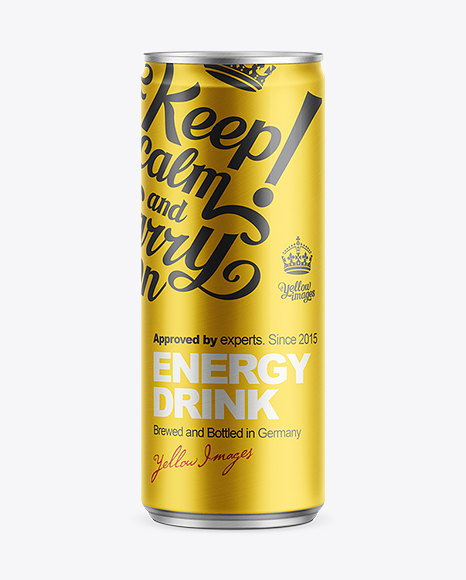 Keep!
calm
and
arry
on
Yellow
images
Approved by experts. Since 2015
ENERGY
DRINK
Brewed and Bottled in Germany
Yellow Images